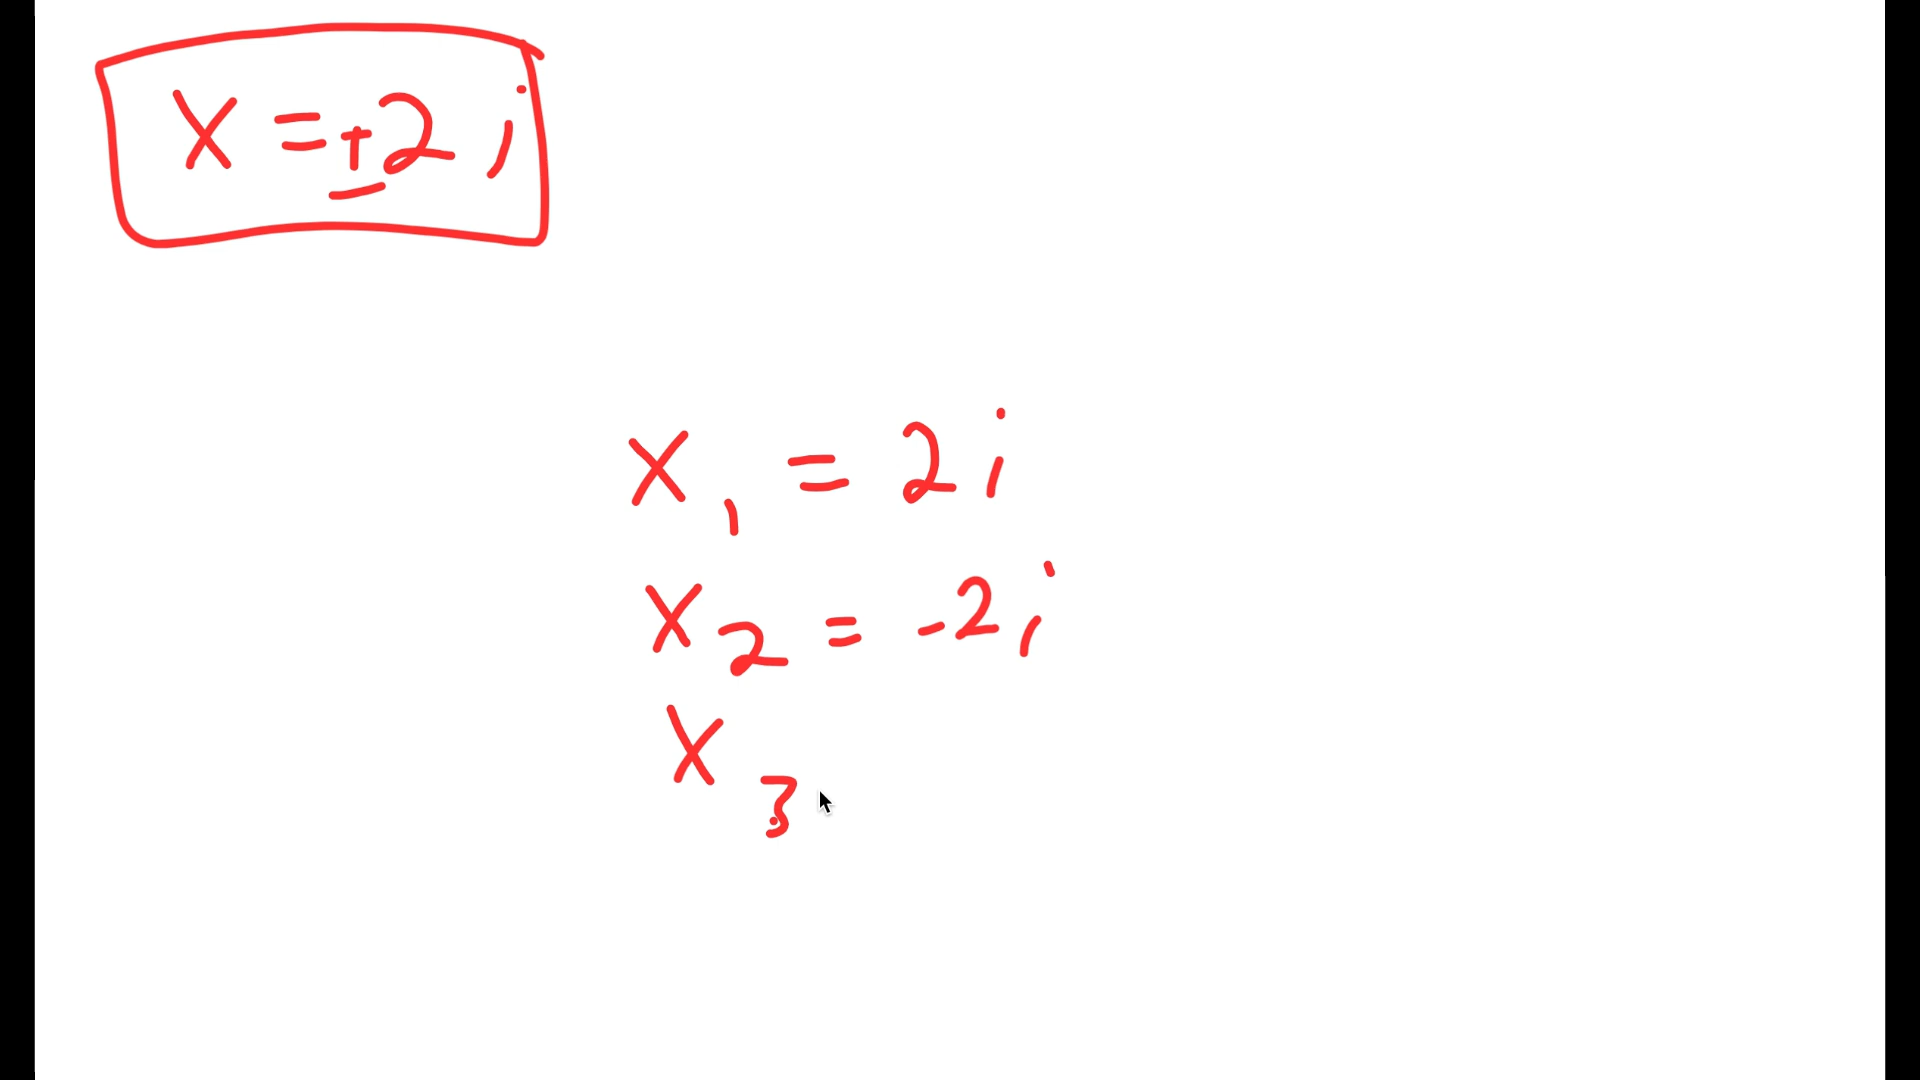 x = ±2i
x₁ = 2i
x₂ = -2i
x₃